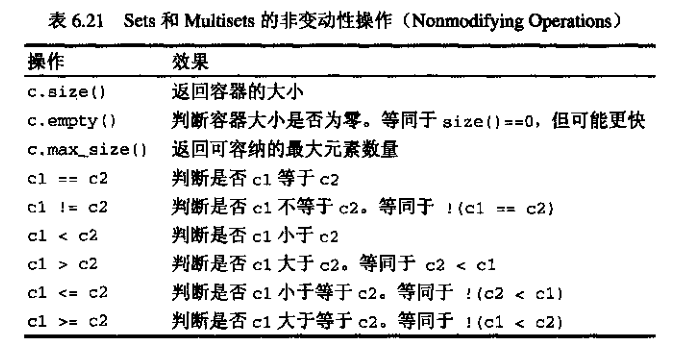 表 6.21 Sets 和 Multisets 的非变动性操作（Nonmodifying Operations）
操作 效果
c.size() 返回容器的大小
c.empty() 判断容器大小是否为零。等同于 size()==0，但可能更快
c.max_size() 返回可容纳的最大元素数量
c1 == c2 判断是否 c1 等于 c2
c1 != c2 判断是否 c1 不等于 c2。等同于 !(c1 == c2)
c1 < c2 判断是否 c1 小于 c2
c1 > c2 判断是否 c1 大于 c2。等同于 c2 < c1
c1 <= c2 判断是否 c1 小于等于 c2。等同于 !(c2 < c1)
c1 >= c2 判断是否 c1 大于等于 c2。等同于 !(c1 < c2)